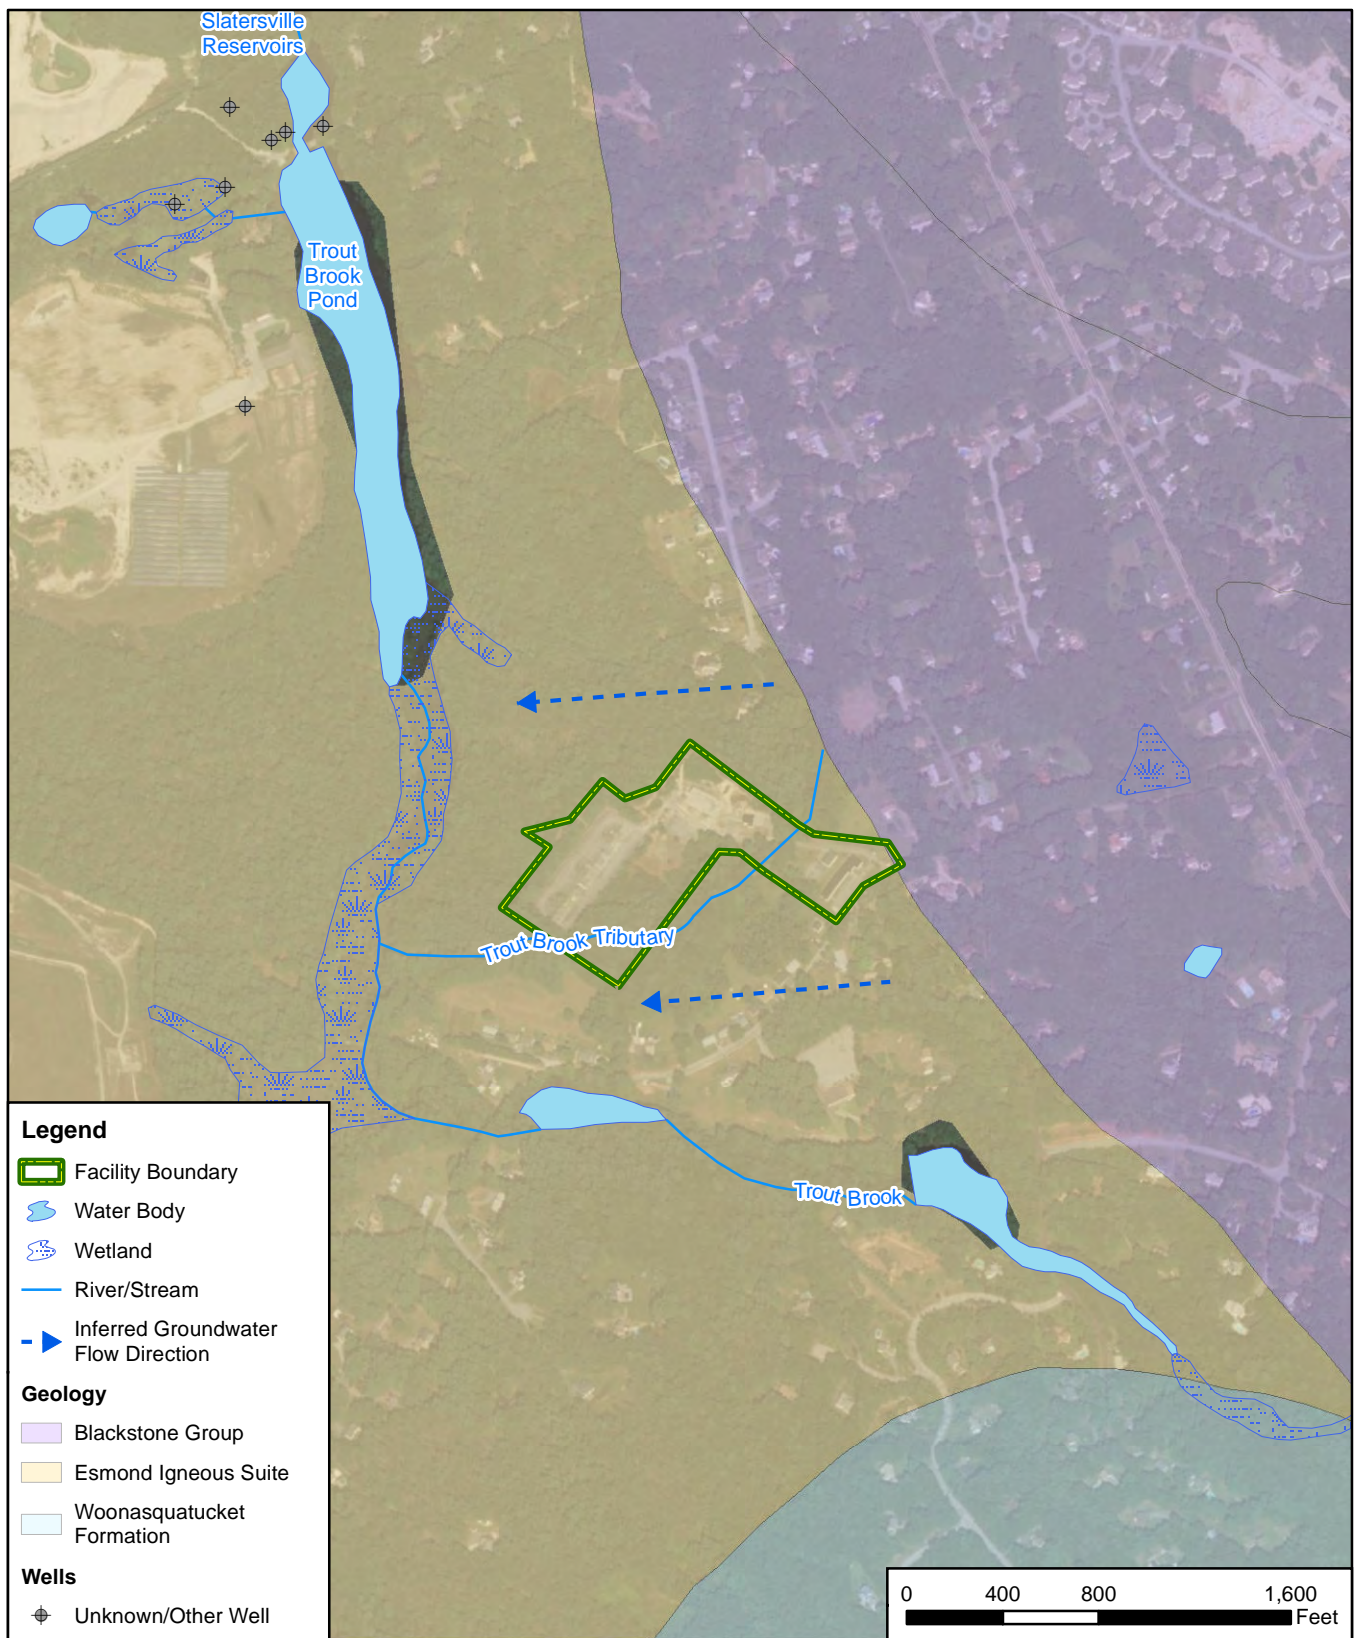 Slatersville
Reservoirs
Trout
Brook
Pond
Trout Brook Tributary
Trout Brook
Legend
Facility Boundary
Water Body
Wetland
River/Stream
Inferred Groundwater
Flow Direction
Geology
Blackstone Group
Esmond Igneous Suite
Woonasquatucket
Formation
Wells
Unknown/Other Well
0 400 800 1,600
Feet